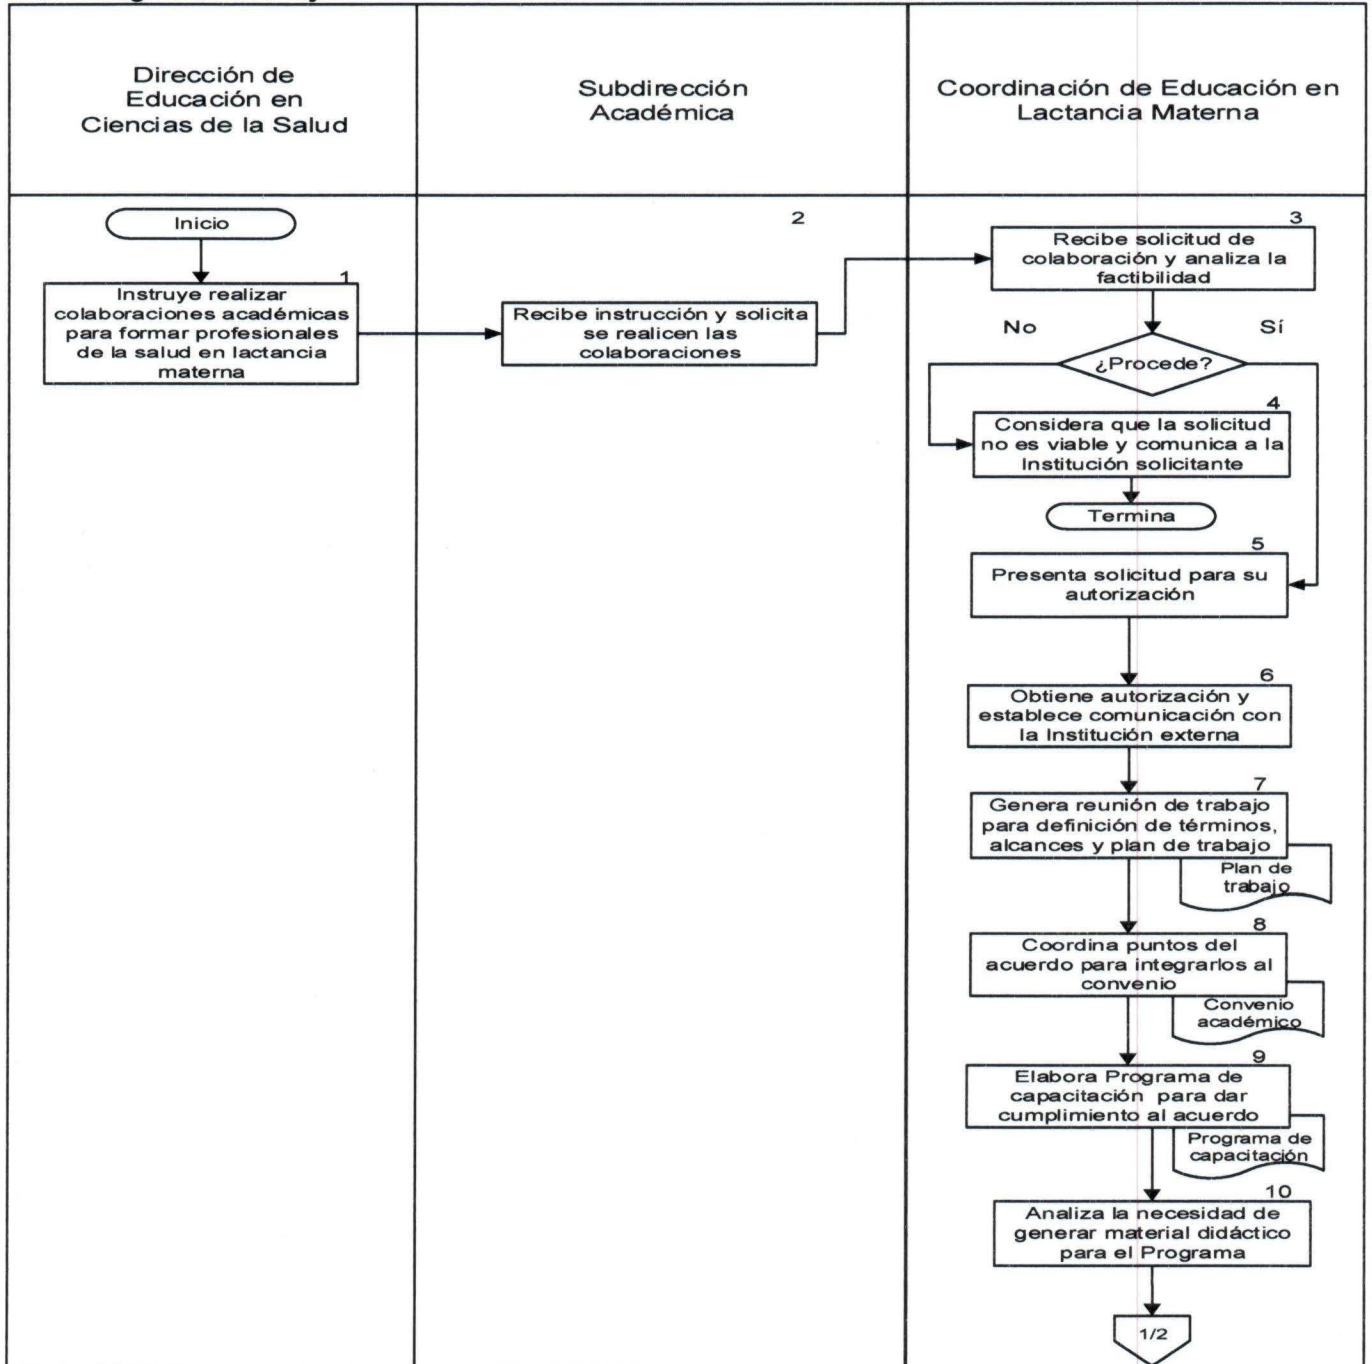 Dirección de
Educación en
Ciencias de la Salud
Subdirección
Académica
Coordinación de Educación en
Lactancia Materna
Inicio
1
Instruye realizar
colaboraciones académicas
para formar profesionales
de la salud en lactancia
materna
2
Recibe instrucción y solicita
se realicen las
colaboraciones
3
Recibe solicitud de
colaboración y analiza la
factibilidad
No
Sí
¿Procede?
4
Considera que la solicitud
no es viable y comunica a la
Institución solicitante
Termina
5
Presenta solicitud para su
autorización
6
Obtiene autorización y
establece comunicación con
la Institución externa
7
Genera reunión de trabajo
para definición de términos,
alcances y plan de trabajo
Plan de
trabajo
8
Coordina puntos del
acuerdo para integrarlos al
convenio
Convenio
académico
9
Elabora Programa de
capacitación para dar
cumplimiento al acuerdo
Programa de
capacitación
10
Analiza la necesidad de
generar material didáctico
para el Programa
1/2